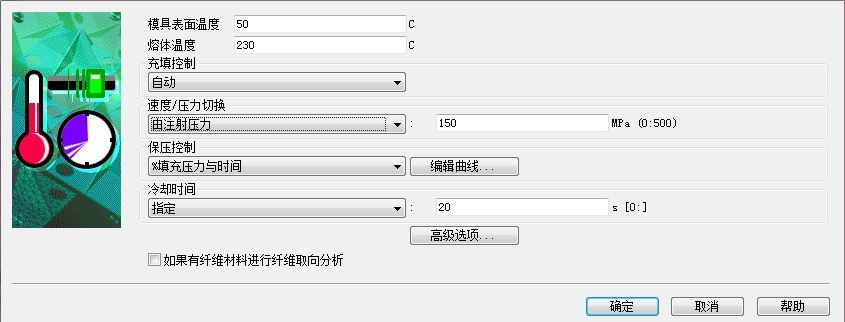 模具表面温度 50 C
熔体温度 230 C
充填控制
自动
速度/压力切换
由注射压力 : 150 MPa (0:500)
保压控制
%填充压力与时间 编辑曲线...
冷却时间
指定 : 20 s [0:]
高级选项...
如果有纤维材料进行纤维取向分析
确定 取消 帮助